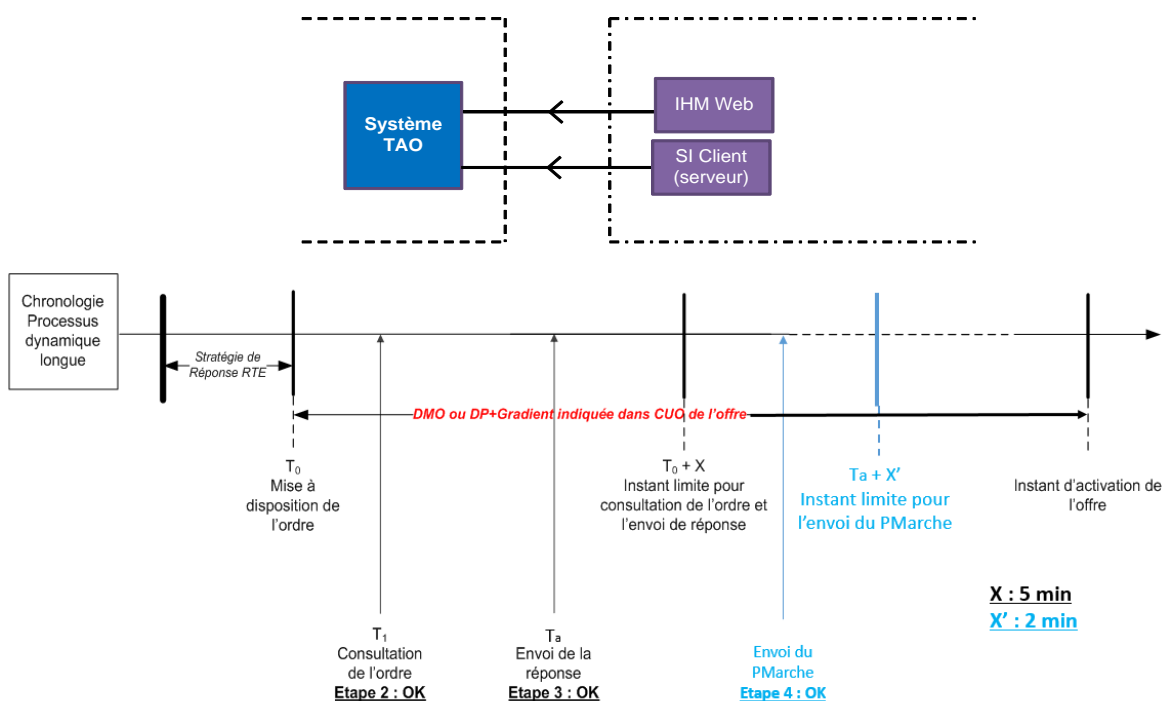 Système
TAO
IHM Web
SI Client
(serveur)
Chronologie
Processus
dynamique
longue
Stratégie de
Réponse RTE
DMO ou DP+Gradient indiquée dans CUO de l'offre
T₀
Mise à
disposition de
l'ordre
T₀ + X
Instant limite pour
consultation de l'ordre et
l'envoi de réponse
Ta + X'
Instant limite pour
l'envoi du PMarche
Instant d'activation de
l'offre
X : 5 min
X' : 2 min
T₁
Consultation
de l'ordre
Etape 2 : OK
Ta
Envoi de la
réponse
Etape 3 : OK
Envoi du
PMarche
Etape 4 : OK